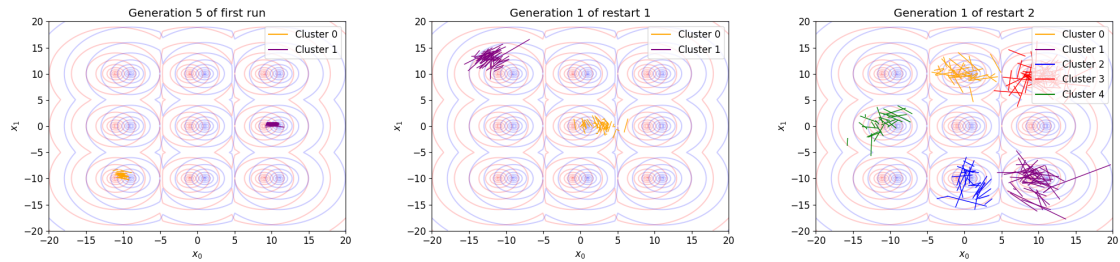 Generation 5 of first run
Cluster 0
Cluster 1
20
15
10
5
0
−5
−10
−15
−20
x₁
−20 −15 −10 −5 0 5 10 15 20
x₀
Generation 1 of restart 1
Cluster 0
Cluster 1
20
15
10
5
0
−5
−10
−15
−20
x₁
−20 −15 −10 −5 0 5 10 15 20
x₀
Generation 1 of restart 2
Cluster 0
Cluster 1
Cluster 2
Cluster 3
Cluster 4
20
15
10
5
0
−5
−10
−15
−20
x₁
−20 −15 −10 −5 0 5 10 15 20
x₀